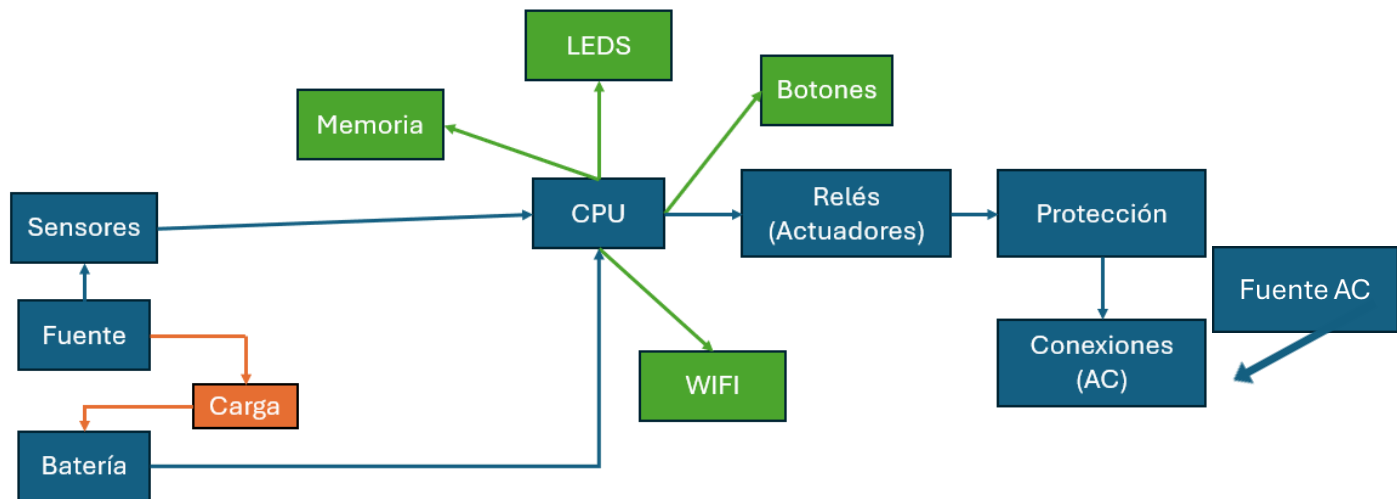 LEDS
Botones
Memoria
Sensores
CPU
Relés
(Actuadores)
Protección
Fuente AC
Fuente
Conexiones
(AC)
WIFI
Carga
Batería